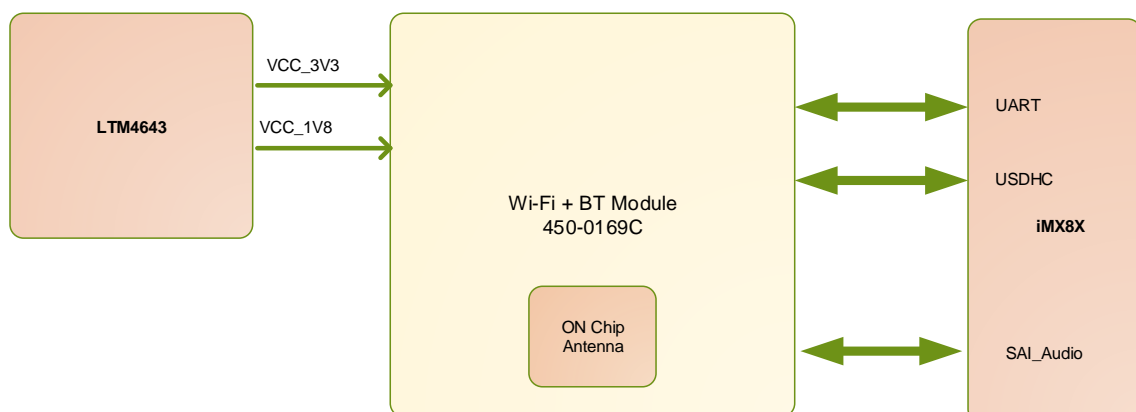 LTM4643
VCC_3V3
VCC_1V8
Wi-Fi + BT Module
450-0169C
ON Chip
Antenna
UART
USDHC
iMX8X
SAI_Audio